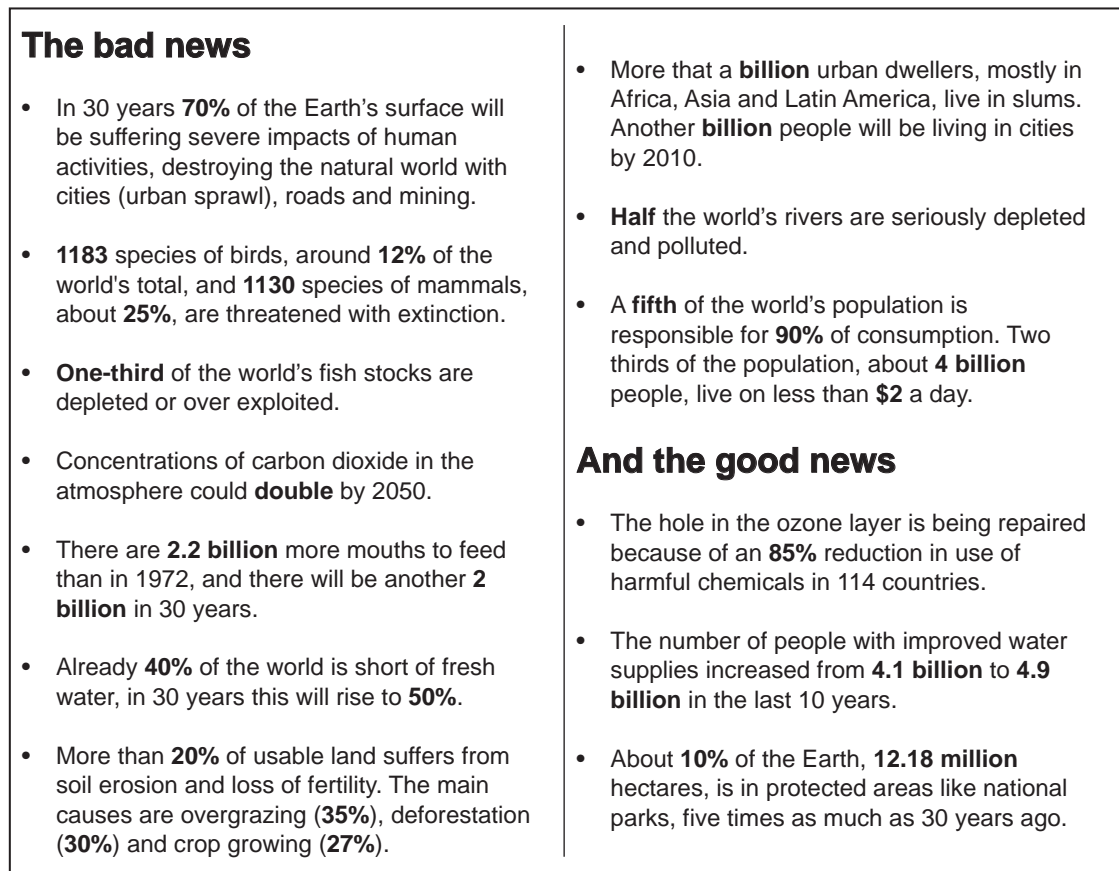 The bad news
• In 30 years 70% of the Earth's surface will
be suffering severe impacts of human
activities, destroying the natural world with
cities (urban sprawl), roads and mining.
• 1183 species of birds, around 12% of the
world's total, and 1130 species of mammals,
about 25%, are threatened with extinction.
• One-third of the world's fish stocks are
depleted or over exploited.
• Concentrations of carbon dioxide in the
atmosphere could double by 2050.
• There are 2.2 billion more mouths to feed
than in 1972, and there will be another 2
billion in 30 years.
• Already 40% of the world is short of fresh
water, in 30 years this will rise to 50%.
• More than 20% of usable land suffers from
soil erosion and loss of fertility. The main
causes are overgrazing (35%), deforestation
(30%) and crop growing (27%).
• More that a billion urban dwellers, mostly in
Africa, Asia and Latin America, live in slums.
Another billion people will be living in cities
by 2010.
• Half the world's rivers are seriously depleted
and polluted.
• A fifth of the world's population is
responsible for 90% of consumption. Two
thirds of the population, about 4 billion
people, live on less than $2 a day.
And the good news
• The hole in the ozone layer is being repaired
because of an 85% reduction in use of
harmful chemicals in 114 countries.
• The number of people with improved water
supplies increased from 4.1 billion to 4.9
billion in the last 10 years.
• About 10% of the Earth, 12.18 million
hectares, is in protected areas like national
parks, five times as much as 30 years ago.